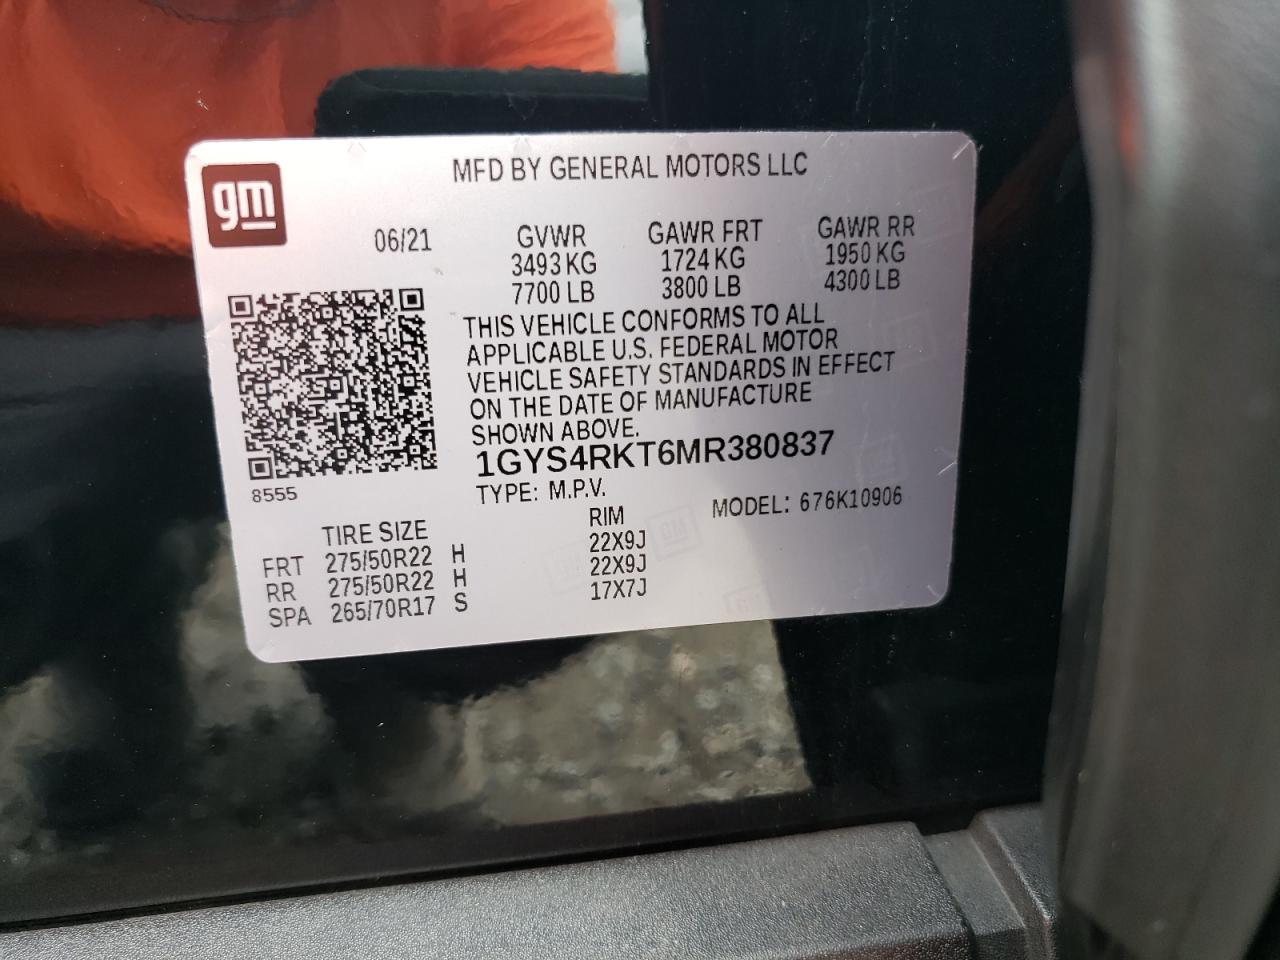 MFD BY GENERAL MOTORS LLC
gm
06/21
GVWR GAWR FRT GAWR RR
3493 KG 1724 KG 1950 KG
7700 LB 3800 LB 4300 LB
THIS VEHICLE CONFORMS TO ALL
APPLICABLE U.S. FEDERAL MOTOR
VEHICLE SAFETY STANDARDS IN EFFECT
ON THE DATE OF MANUFACTURE
SHOWN ABOVE.
1GYS4RKT6MR380837
8555
TYPE: M.P.V.
MODEL: 676K10906
TIRE SIZE RIM
FRT 275/50R22 H 22X9J
RR 275/50R22 H 22X9J
SPA 265/70R17 S 17X7J